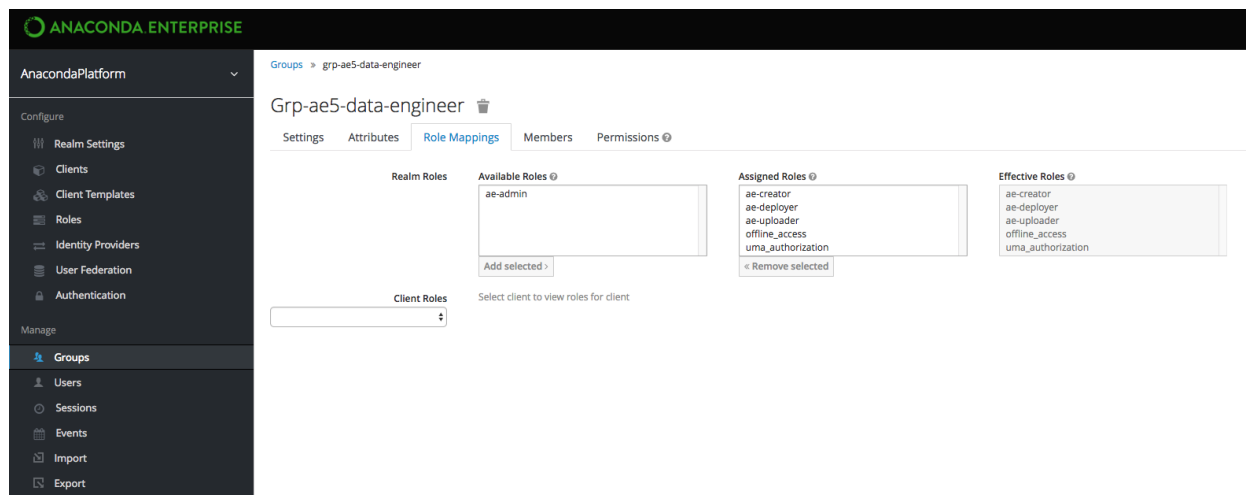 ANACONDA.ENTERPRISE
AnacondaPlatform
Configure
Realm Settings
Clients
Client Templates
Roles
Identity Providers
User Federation
Authentication
Manage
Groups
Users
Sessions
Events
Import
Export
Groups » grp-ae5-data-engineer
Grp-ae5-data-engineer
Settings Attributes Role Mappings Members Permissions
Realm Roles
Available Roles
ae-admin
Add selected >
Assigned Roles
ae-creator
ae-deployer
ae-uploader
offline_access
uma_authorization
« Remove selected
Effective Roles
ae-creator
ae-deployer
ae-uploader
offline_access
uma_authorization
Client Roles
Select client to view roles for client